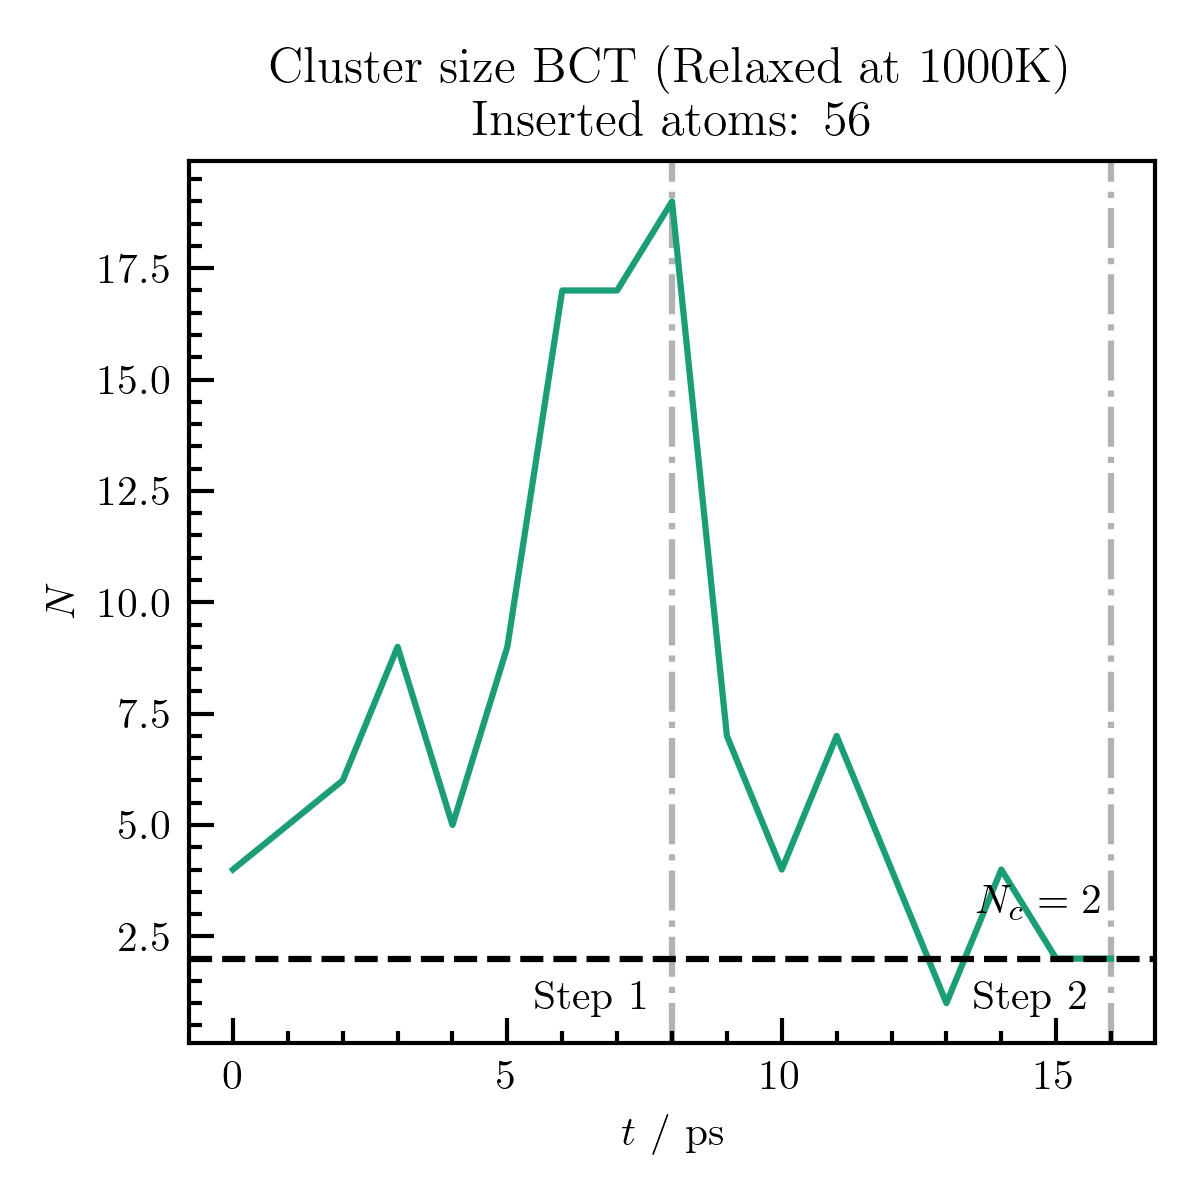 Cluster size BCT (Relaxed at 1000K)
Inserted atoms: 56
17.5
15.0
12.5
10.0
7.5
5.0
2.5
N
N_c = 2
Step 1
Step 2
0
5
10
15
t / ps